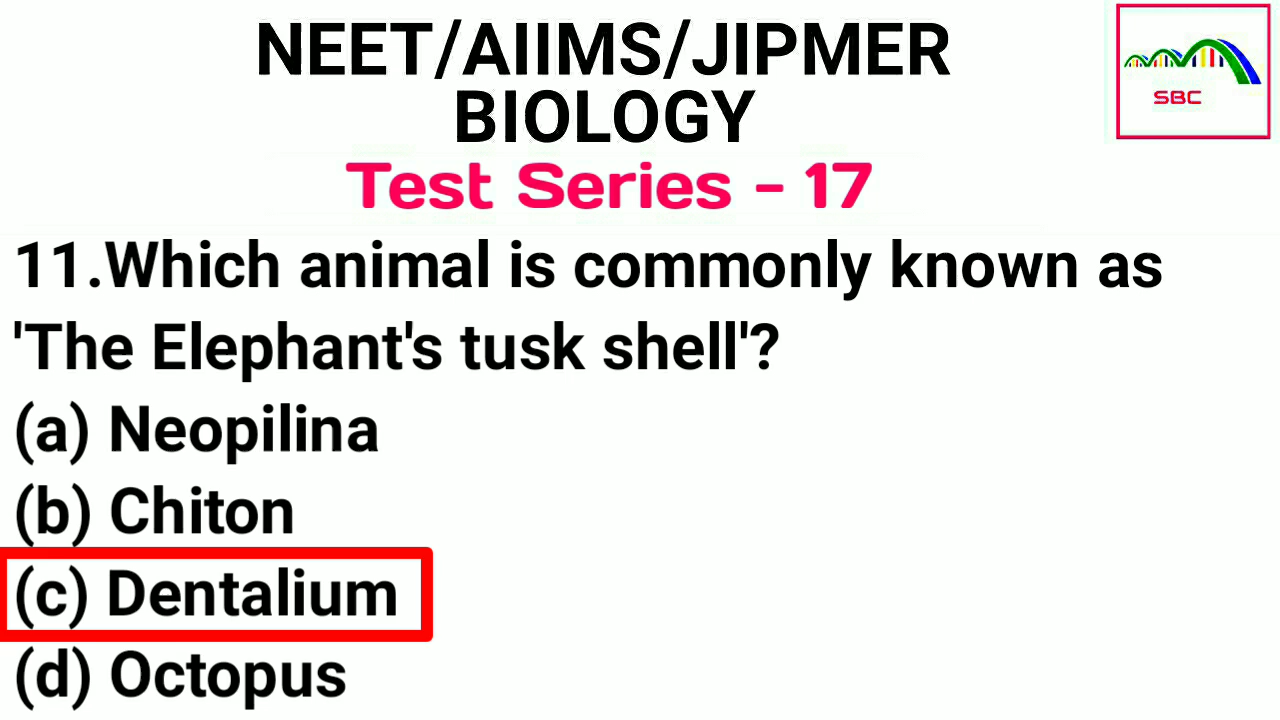 NEET/AIIMS/JIPMER
BIOLOGY
SBC
Test Series - 17
11.Which animal is commonly known as
'The Elephant's tusk shell'?
(a) Neopilina
(b) Chiton
(c) Dentalium
(d) Octopus